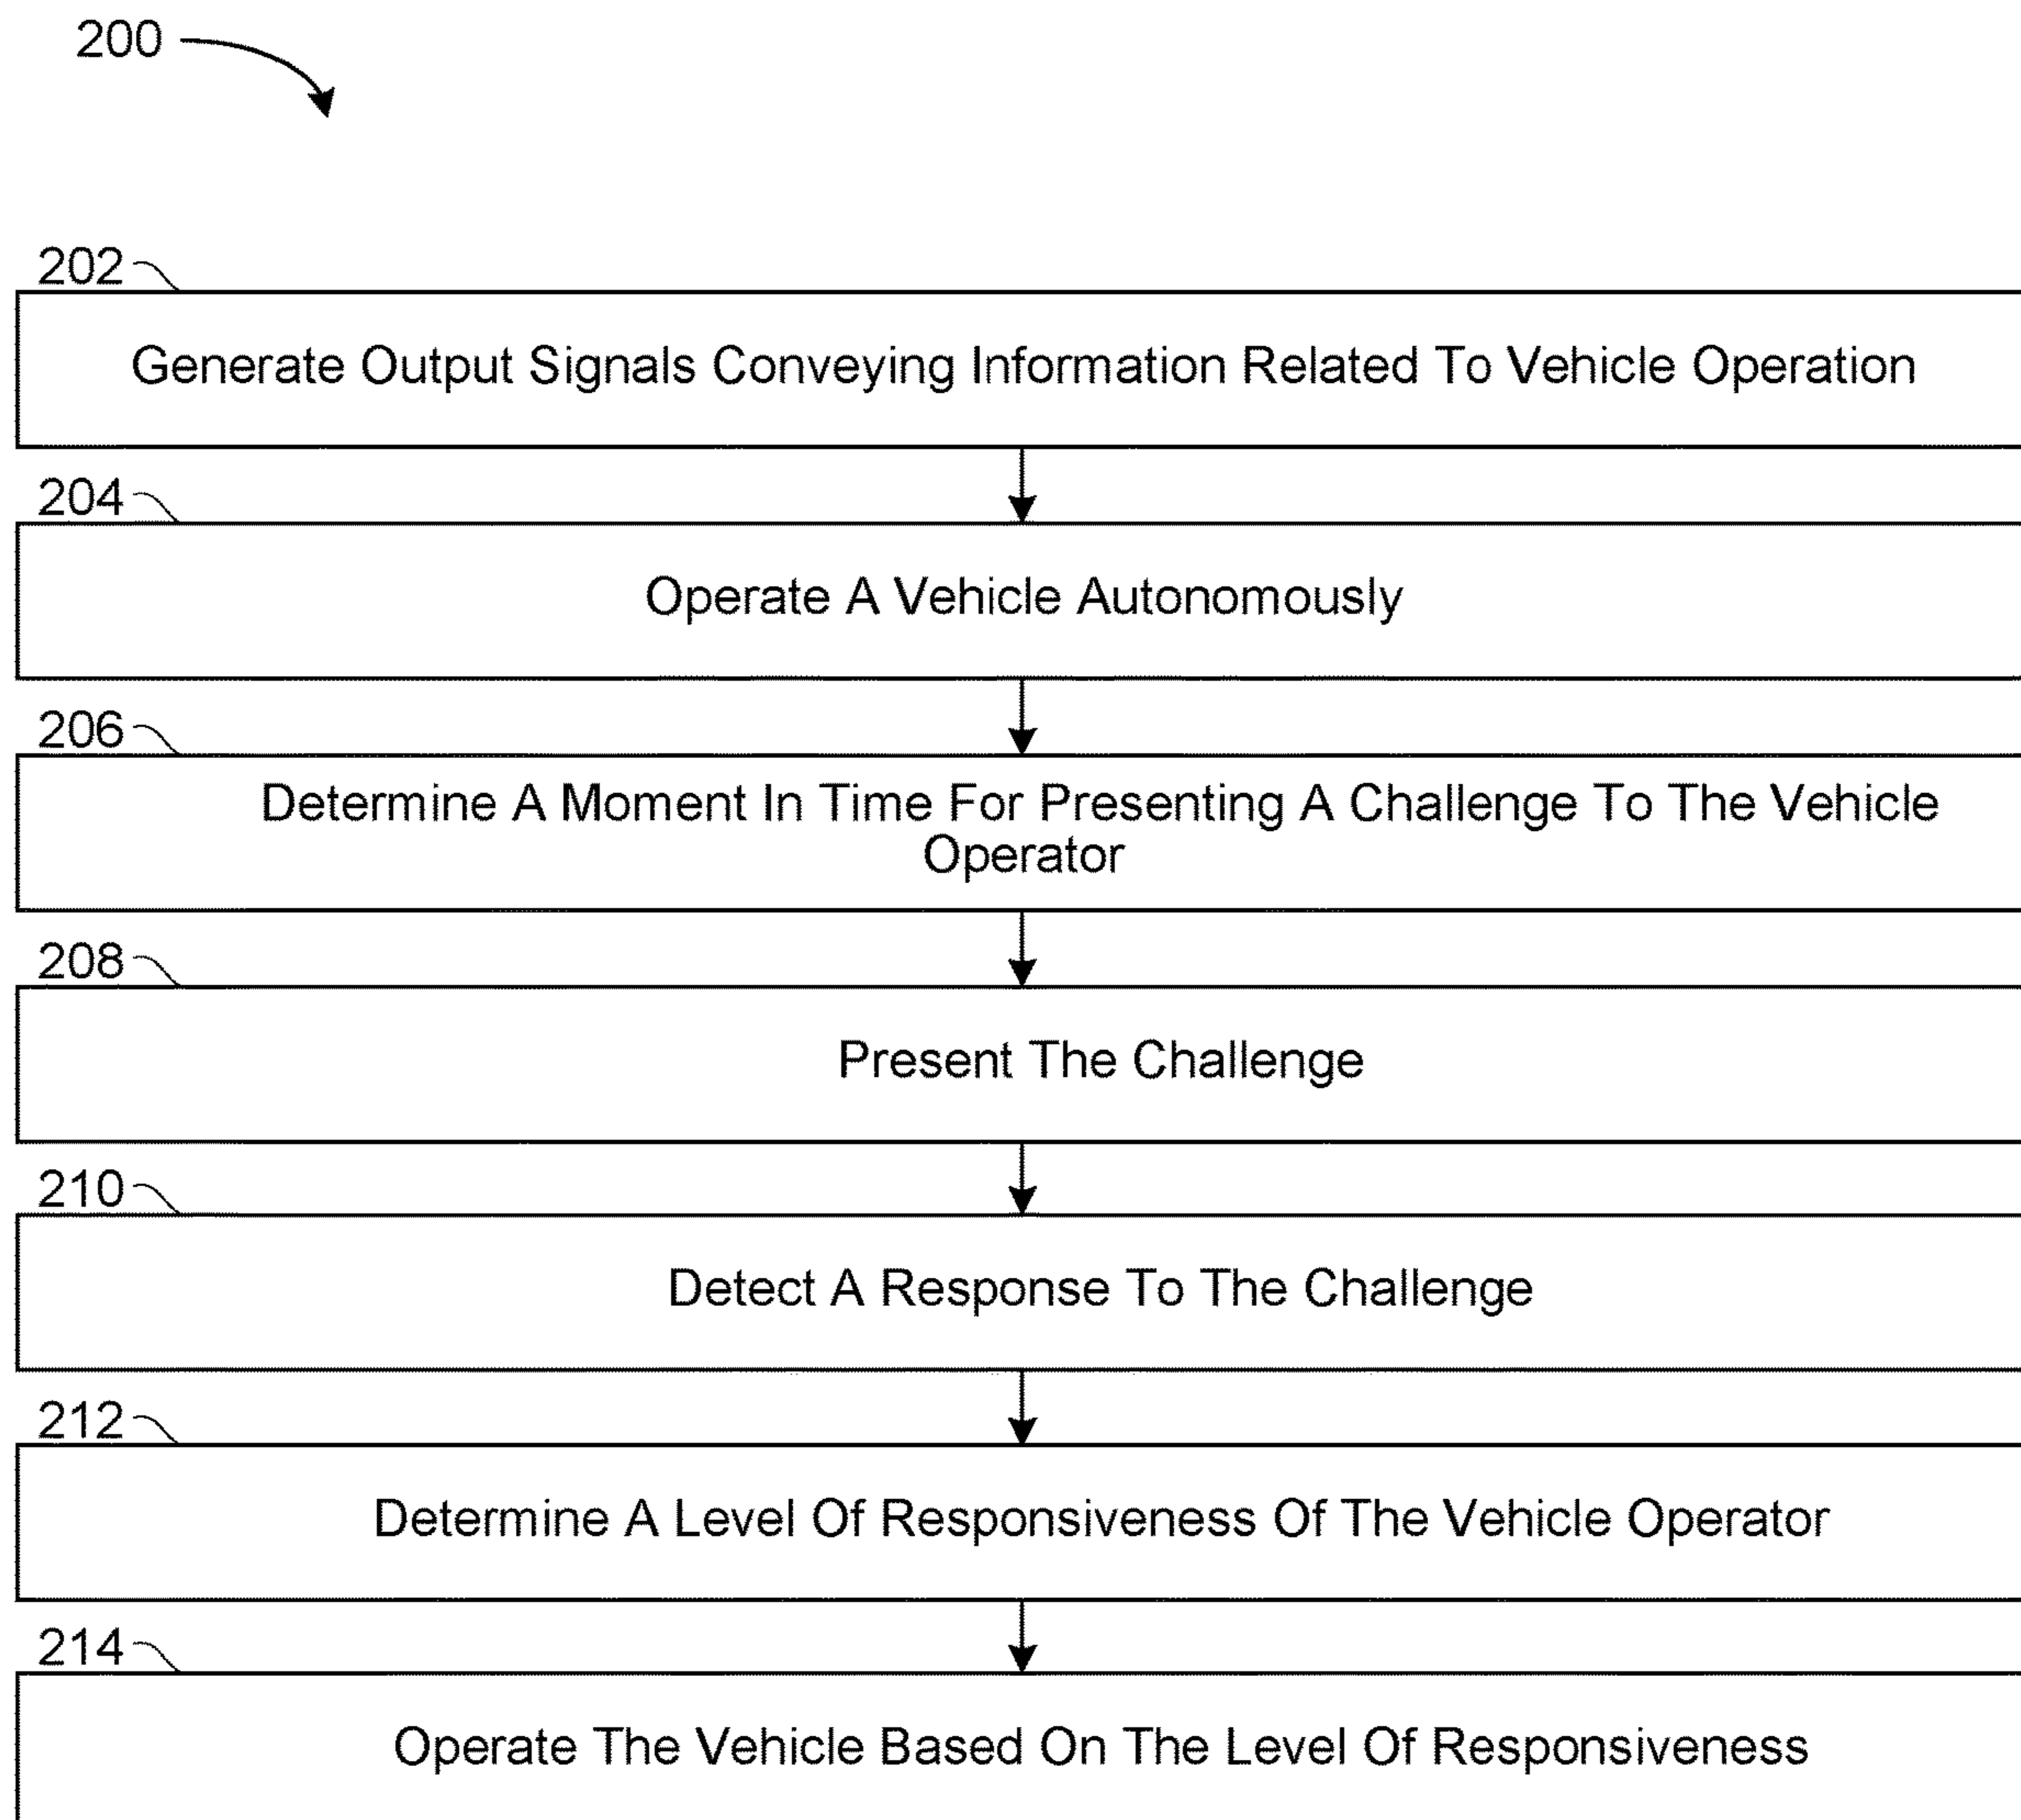 200
202
Generate Output Signals Conveying Information Related To Vehicle Operation
204
Operate A Vehicle Autonomously
206
Determine A Moment In Time For Presenting A Challenge To The Vehicle
Operator
208
Present The Challenge
210
Detect A Response To The Challenge
212
Determine A Level Of Responsiveness Of The Vehicle Operator
214
Operate The Vehicle Based On The Level Of Responsiveness